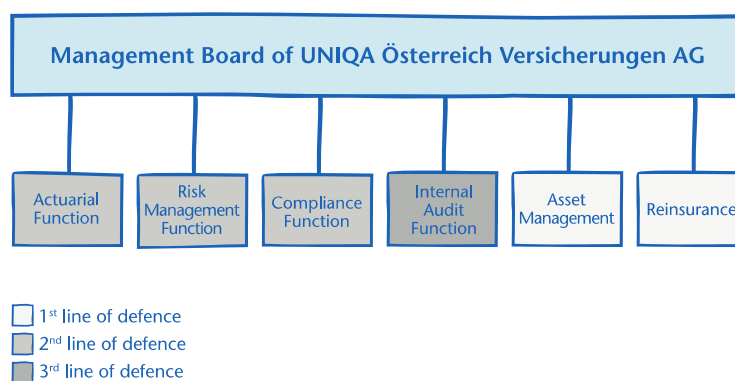 Management Board of UNIQA Österreich Versicherungen AG
Actuarial
Function
Risk
Management
Function
Compliance
Function
Internal
Audit
Function
Asset
Management
Reinsurance
1st line of defence
2nd line of defence
3rd line of defence